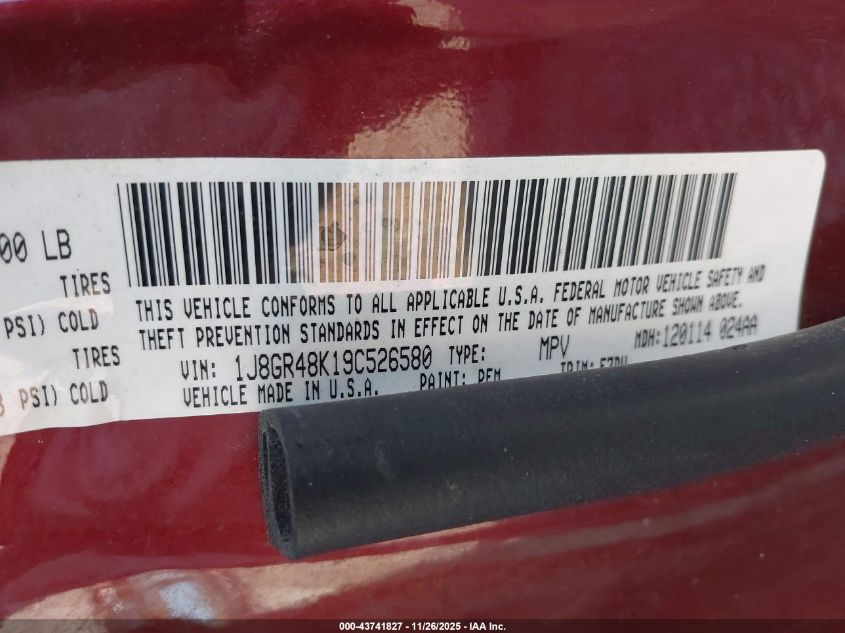 00 LB
TIRES
PSI) COLD
TIRES
PSI) COLD
THIS VEHICLE CONFORMS TO ALL APPLICABLE U.S.A. FEDERAL MOTOR VEHICLE SAFETY AND
THEFT PREVENTION STANDARDS IN EFFECT ON THE DATE OF MANUFACTURE SHOWN ABOVE.
VIN: 1J8GR48K19C526580 TYPE: MPV MDH:120114 024AA
VEHICLE MADE IN U.S.A. PAINT: PEM TRIM:
000-43741827 - 11/26/2025 - IAA Inc.